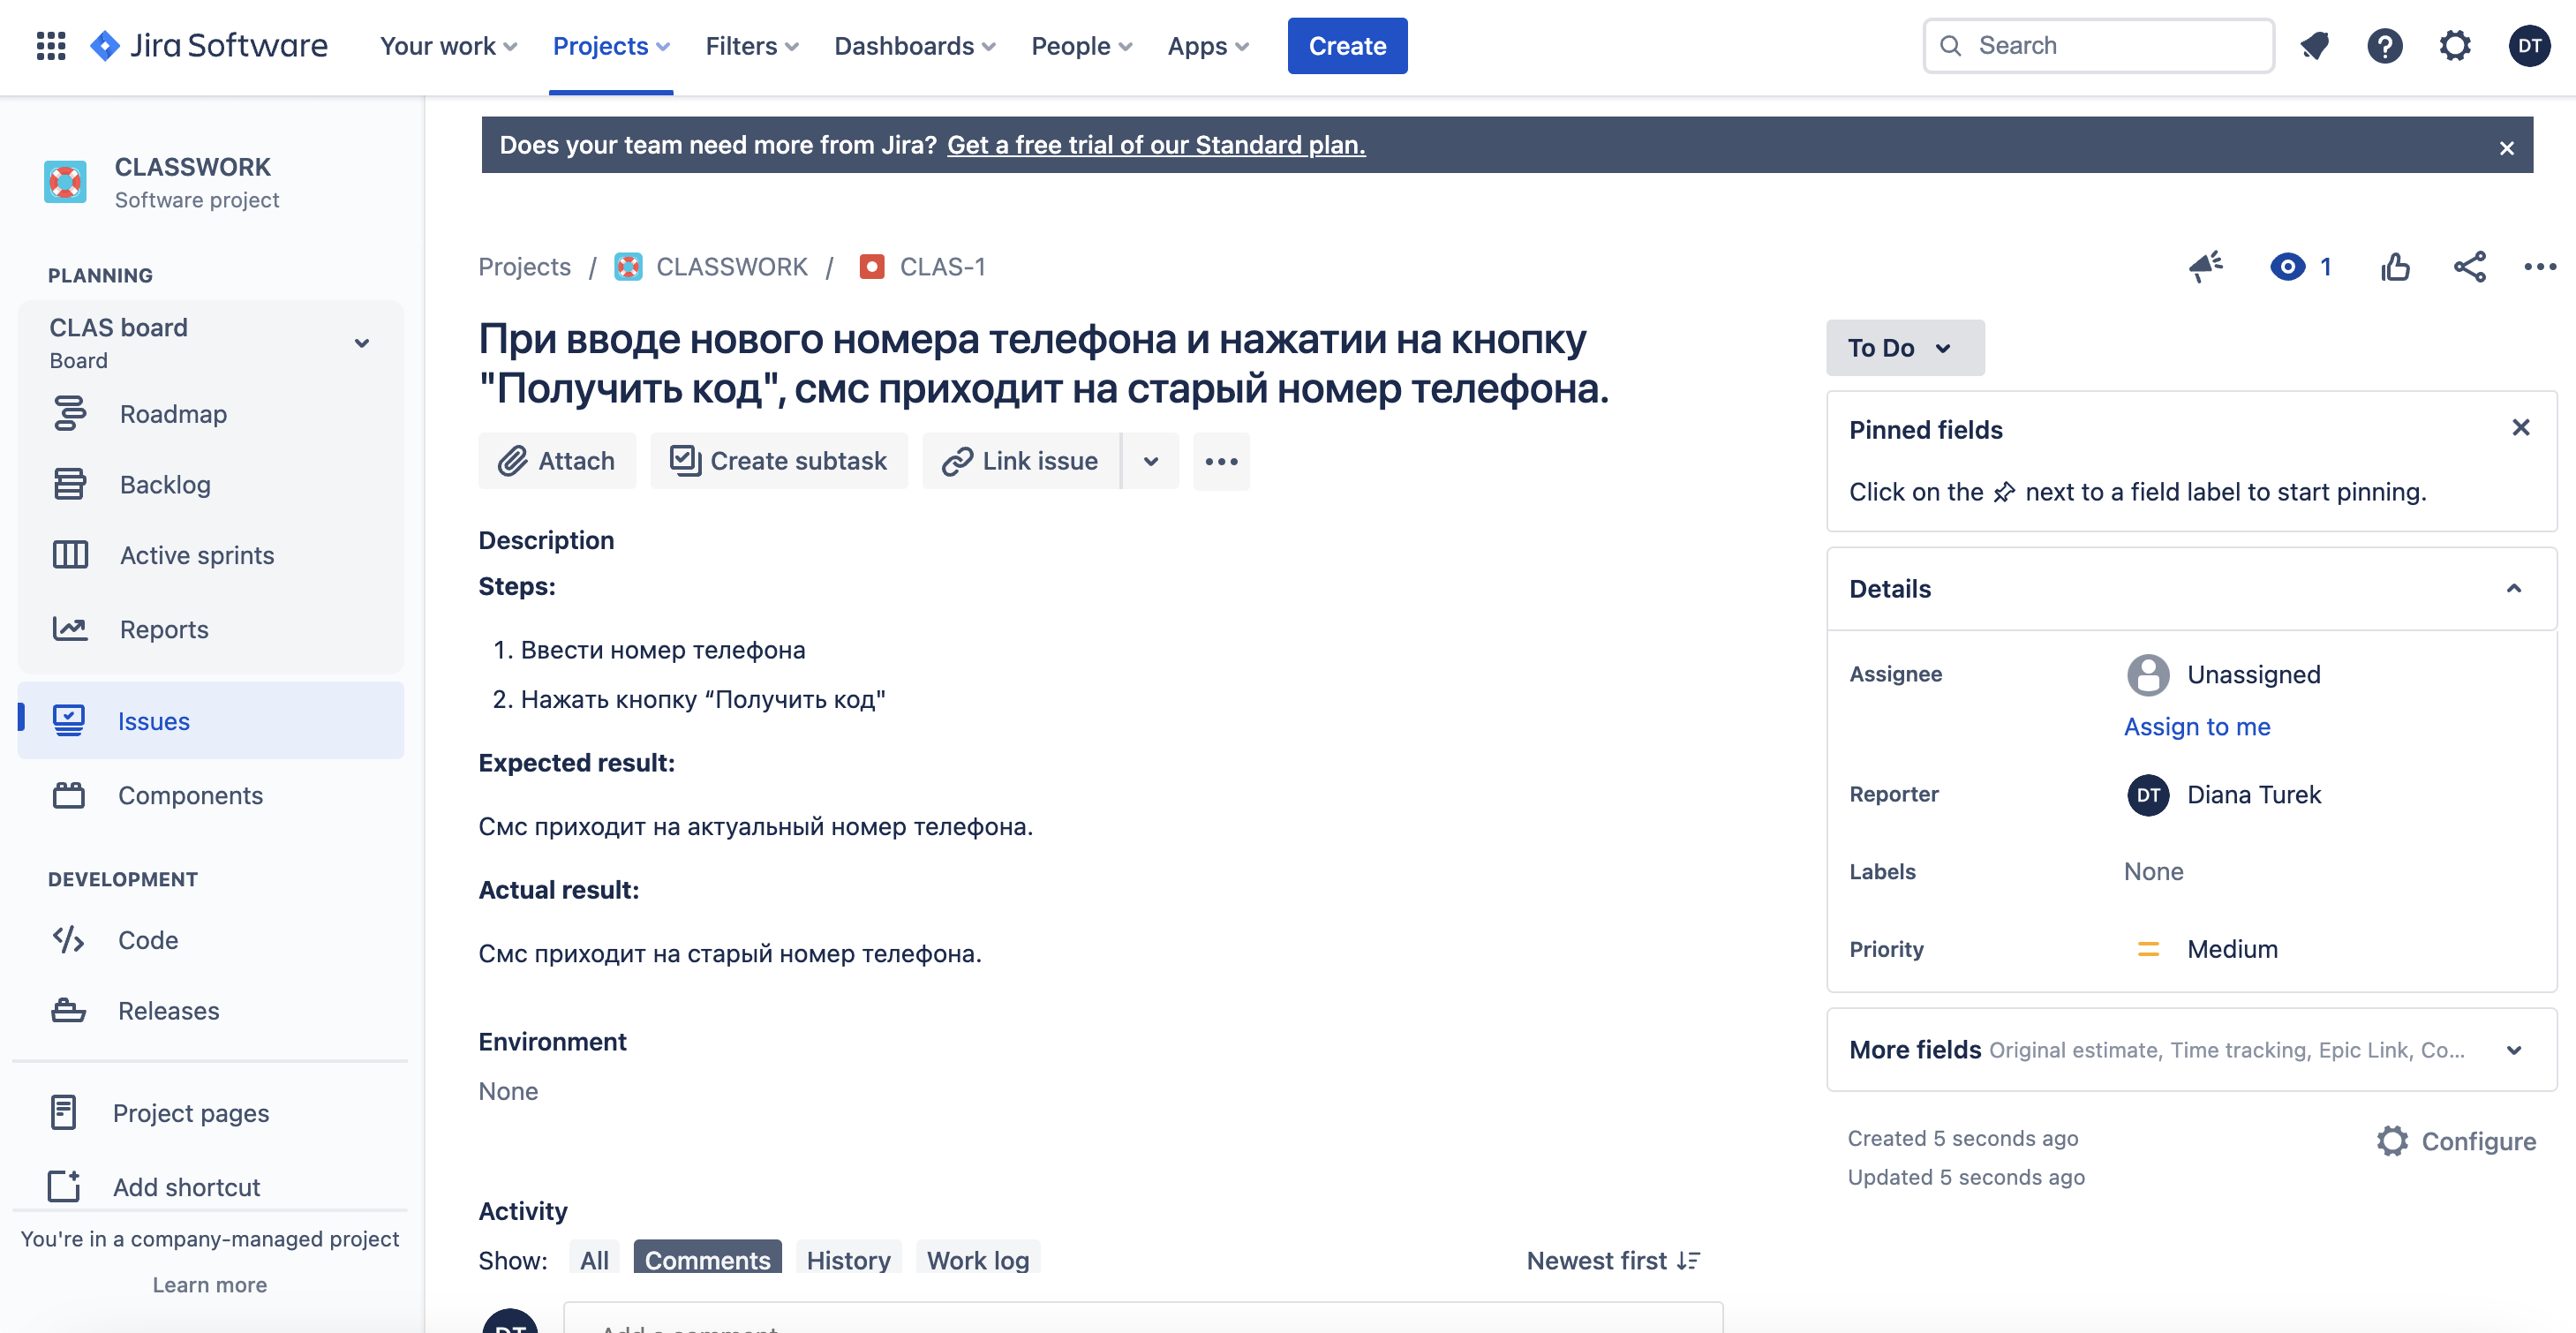 Jira Software
Your work
Projects
Filters
Dashboards
People
Apps
Create
Search
DT
CLASSWORK
Software project
PLANNING
CLAS board
Board
Roadmap
Backlog
Active sprints
Reports
Issues
Components
DEVELOPMENT
Code
Releases
Project pages
Add shortcut
You're in a company-managed project
Learn more
Does your team need more from Jira? Get a free trial of our Standard plan.
Projects / CLASSWORK / CLAS-1
1
При вводе нового номера телефона и нажатии на кнопку
"Получить код", смс приходит на старый номер телефона.
Attach
Create subtask
Link issue
Description
Steps:
1. Ввести номер телефона
2. Нажать кнопку “Получить код"
Expected result:
Смс приходит на актуальный номер телефона.
Actual result:
Смс приходит на старый номер телефона.
Environment
None
Activity
Show: All Comments History Work log
Newest first
DT
Add a comment
To Do
Pinned fields
Click on the next to a field label to start pinning.
Details
Assignee
Unassigned
Assign to me
Reporter
DT Diana Turek
Labels
None
Priority
Medium
More fields Original estimate, Time tracking, Epic Link, Co...
Created 5 seconds ago
Updated 5 seconds ago
Configure